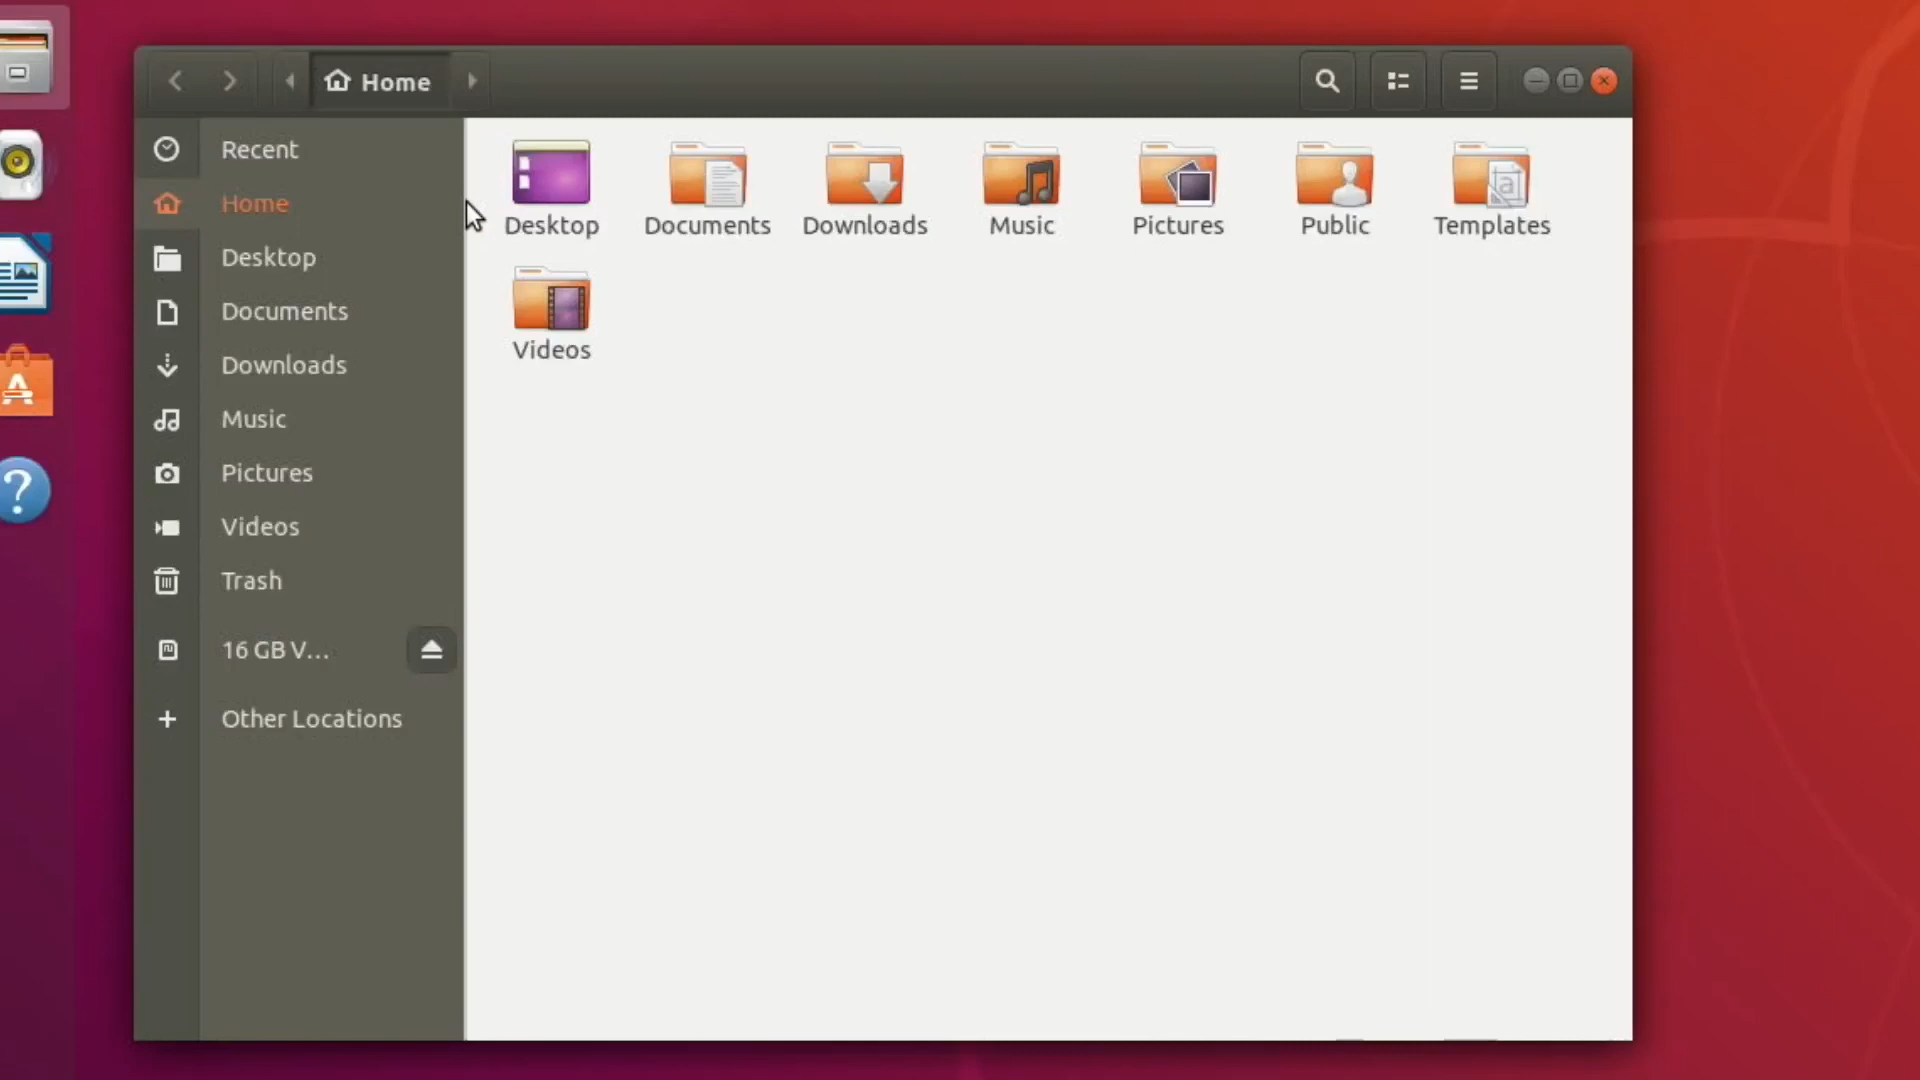 Home
Recent
Home
Desktop
Documents
Downloads
Music
Pictures
Videos
Trash
16 GB V...
Other Locations
Desktop
Documents
Downloads
Music
Pictures
Public
Templates
Videos